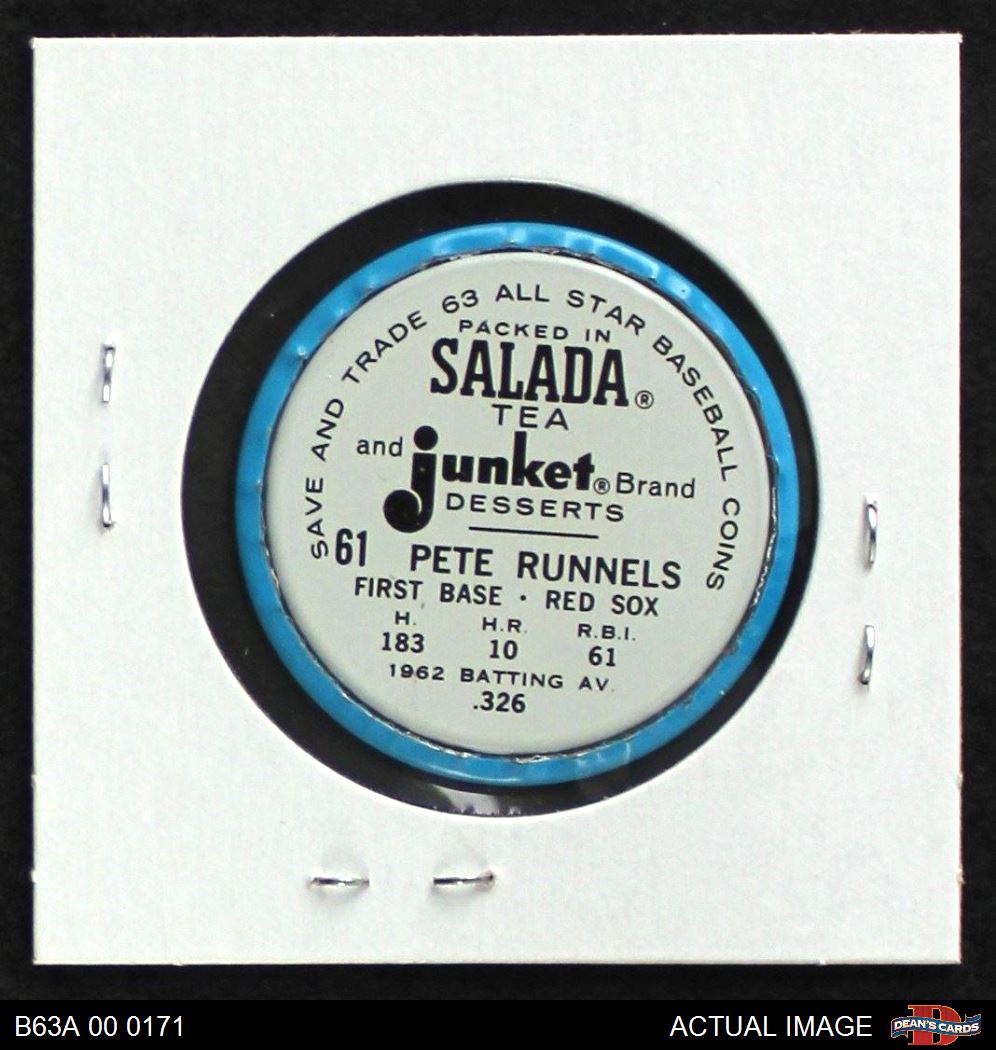 SAVE AND TRADE 63 ALL STAR BASEBALL COINS
PACKED IN
SALADA®
TEA
and junket® Brand
DESSERTS
61 PETE RUNNELS
FIRST BASE · RED SOX
H. H.R. R.B.I.
183 10 61
1962 BATTING AV.
.326
B63A 00 0171 ACTUAL IMAGE DEAN'S CARDS